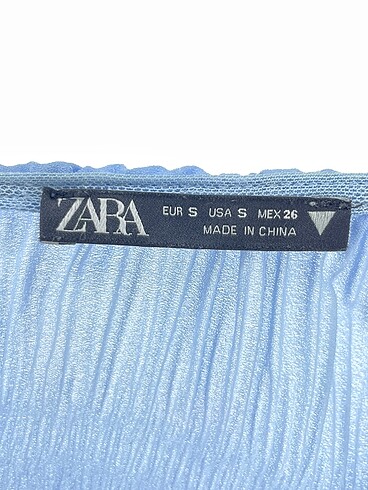 ZARA
EUR S USA S MEX 26
MADE IN CHINA